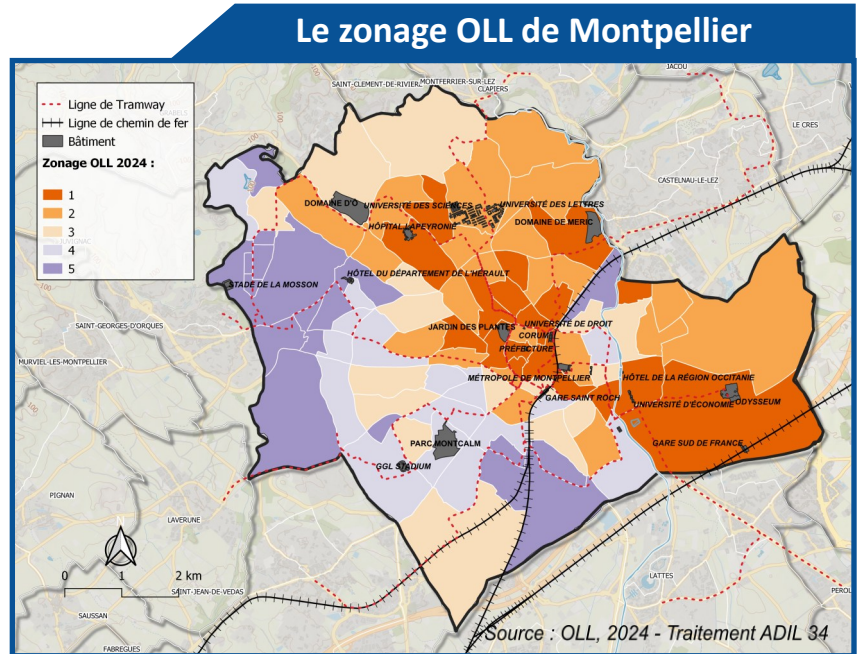 Le zonage OLL de Montpellier
Ligne de Tramway
Ligne de chemin de fer
Bâtiment
Zonage OLL 2024 :
1
2
3
4
5
JACOU
SAINT-CLEMENT-DE-RIVIERE
MONTFERRIER-SUR-LEZ
CLAPIERS
LE CRES
CASTELNAU-LE-LEZ
DOMAINE D'O
UNIVERSITÉ DES SCIENCES
UNIVERSITÉ DES LETTRES
HÔPITAL LAPEYRONIE
DOMAINE DE MERIC
HÔTEL DU DÉPARTEMENT DE L'HÉRAULT
STADE DE LA MOSSON
SAINT-GEORGES-D'ORQUES
JARDIN DES PLANTES
UNIVERSITÉ DE DROIT
CORUM
PRÉFECTURE
MURVIEL-LES-MONTPELLIER
MÉTROPOLE DE MONTPELLIER
HÔTEL DE LA RÉGION OCCITANIE
GARE SAINT ROCH
UNIVERSITÉ D'ÉCONOMIE
ODYSSEUM
PARC MONTCALM
GARE SUD DE FRANCE
GGL STADIUM
PIGNAN
LAVERUNE
0 1 2 km
SAINT-JEAN-DE-VEDAS
LATTES
PEROL
SAUSSAN
FABREGUES
Source : OLL, 2024 - Traitement ADIL 34